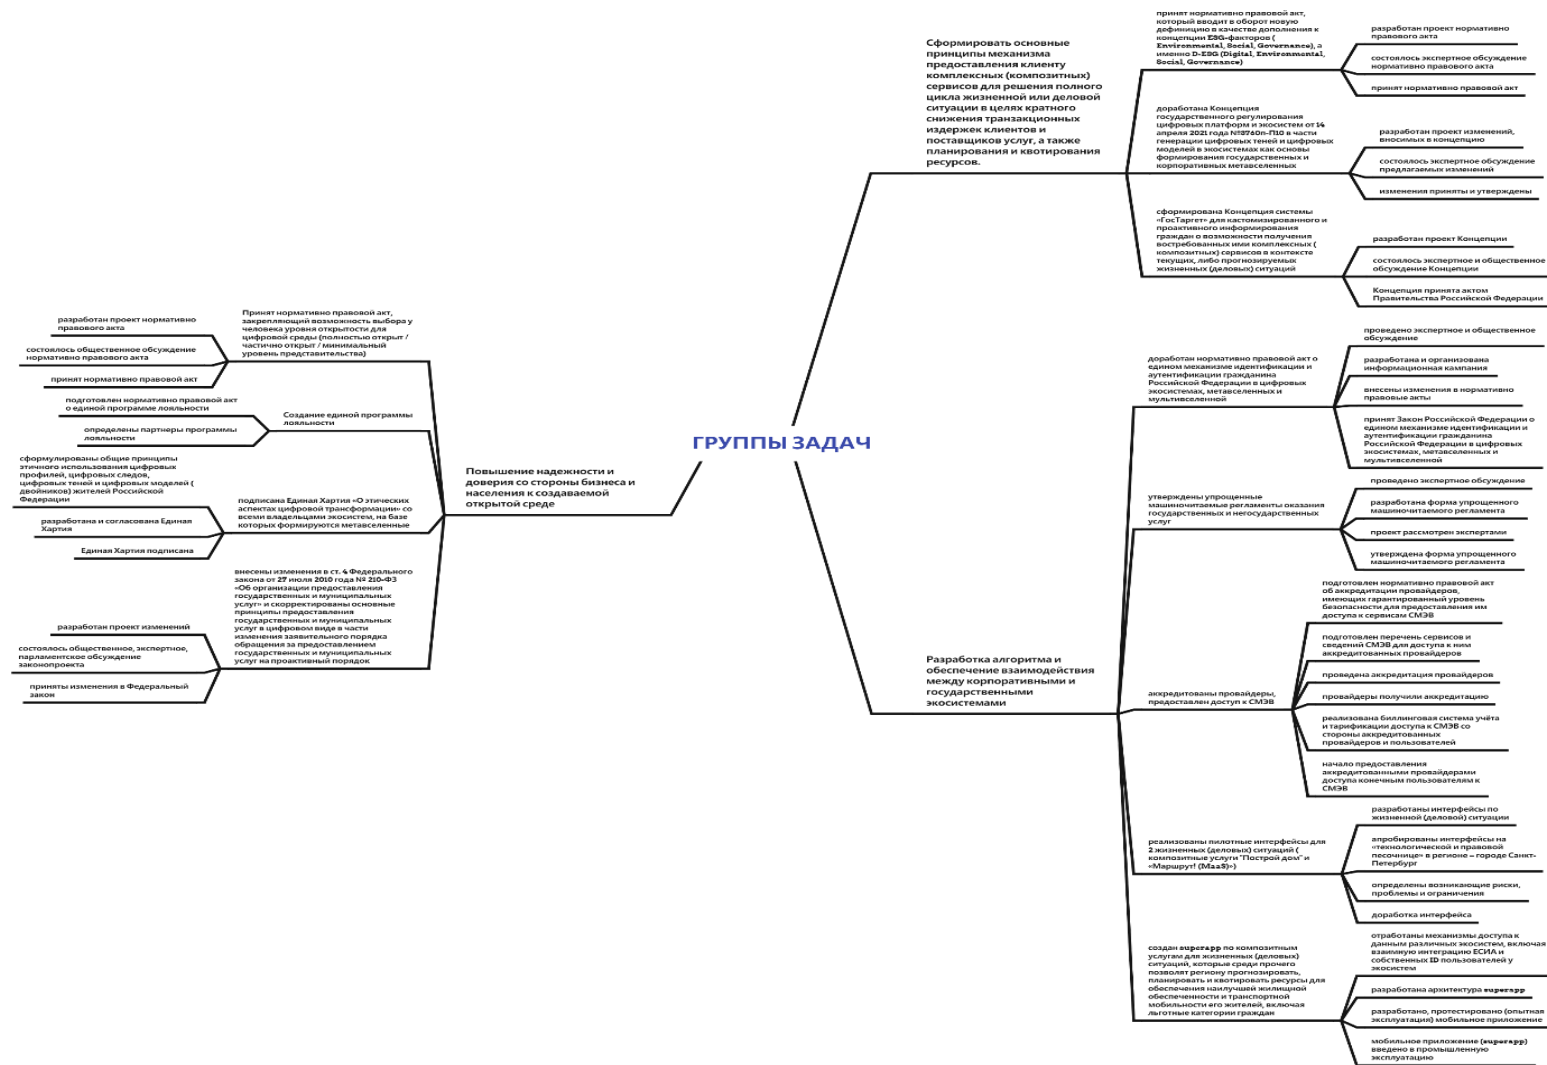 ГРУППЫ ЗАДАЧ
Сформировать основные
принципы механизма
предоставления клиенту
комплексных (композитных)
сервисов для решения полного
цикла жизненной или деловой
ситуации в целях кратного
снижения транзакционных
издержек клиентов и
поставщиков услуг, а также
планирования и квотирования
ресурсов.
принят нормативно правовой акт,
который вводит в оборот новую
дефиницию в качестве дополнения к
концепции ESG-факторов (
Environmental, Social, Governance), а
именно D-ESG (Digital, Environmental,
Social, Governance)
разработан проект нормативно
правового акта
состоялось экспертное обсуждение
нормативно правового акта
принят нормативно правовой акт
доработана Концепция
государственного регулирования
цифровых платформ и экосистем от 14
апреля 2021 года №3760п-П10 в части
генерации цифровых теней и цифровых
моделей в экосистемах как основы
формирования государственных и
корпоративных метавселенных
разработан проект изменений,
вносимых в концепцию
состоялось экспертное обсуждение
предлагаемых изменений
изменения приняты и утверждены
сформирована Концепция системы
«ГосТаргет» для кастомизированного и
проактивного информирования
граждан о возможности получения
востребованных ими комплексных (
композитных) сервисов в контексте
текущих, либо прогнозируемых
жизненных (деловых) ситуаций
разработан проект Концепции
состоялось экспертное и общественное
обсуждение Концепции
Концепция принята актом
Правительства Российской Федерации
Разработка алгоритма и
обеспечение взаимодействия
между корпоративными и
государственными
экосистемами
доработан нормативно правовой акт о
едином механизме идентификации и
аутентификации гражданина
Российской Федерации в цифровых
экосистемах, метавселенных и
мультивселенной
проведено экспертное и общественное
обсуждение
разработана и организована
информационная кампания
внесены изменения в нормативно
правовые акты
принят Закон Российской Федерации о
едином механизме идентификации и
аутентификации гражданина
Российской Федерации в цифровых
экосистемах, метавселенных и
мультивселенной
утверждены упрощенные
машиночитаемые регламенты оказания
государственных и негосударственных
услуг
проведено экспертное обсуждение
разработана форма упрощенного
машиночитаемого регламента
проект рассмотрен экспертами
утверждена форма упрощенного
машиночитаемого регламента
аккредитованы провайдеры,
предоставлен доступ к СМЭВ
подготовлен нормативно правовой акт
об аккредитации провайдеров,
имеющих гарантированный уровень
безопасности для предоставления им
доступа к сервисам СМЭВ
подготовлен перечень сервисов и
сведений СМЭВ для доступа к ним
аккредитованных провайдеров
проведена аккредитация провайдеров
провайдеры получили аккредитацию
реализована биллинговая система учёта
и тарификации доступа к СМЭВ со
стороны аккредитованных
провайдеров и пользователей
начало предоставления
аккредитованными провайдерами
доступа конечным пользователям к
СМЭВ
реализованы пилотные интерфейсы для
2 жизненных (деловых) ситуаций (
композитные услуги "Построй дом" и
«Маршрут! (MaaS)»)
разработаны интерфейсы по
жизненной (деловой) ситуации
апробированы интерфейсы на
«технологической и правовой
песочнице» в регионе – городе Санкт-
Петербург
определены возникающие риски,
проблемы и ограничения
доработка интерфейса
создан superapp по композитным
услугам для жизненных (деловых)
ситуаций, которые среди прочего
позволят региону прогнозировать,
планировать и квотировать ресурсы для
обеспечения наилучшей жилищной
обеспеченности и транспортной
мобильности его жителей, включая
льготные категории граждан
отработаны механизмы доступа к
данным различных экосистем, включая
взаимную интеграцию ЕСИА и
собственных ID пользователей у
экосистем
разработана архитектура superapp
разработано, протестировано (опытная
эксплуатация) мобильное приложение
мобильное приложение (superapp)
введено в промышленную
эксплуатацию
Повышение надежности и
доверия со стороны бизнеса и
населения к создаваемой
открытой среде
Принят нормативно правовой акт,
закрепляющий возможность выбора у
человека уровня открытости для
цифровой среды (полностью открыт /
частично открыт / минимальный
уровень представительства)
разработан проект нормативно
правового акта
состоялось общественное обсуждение
нормативно правового акта
принят нормативно правовой акт
Создание единой программы
лояльности
подготовлен нормативно правовой акт
о единой программе лояльности
определены партнеры программы
лояльности
подписана Единая Хартия «О этических
аспектах цифровой трансформации» со
всеми владельцами экосистем, на базе
которых формируются метавселенные
сформулированы общие принципы
этичного использования цифровых
профилей, цифровых следов,
цифровых теней и цифровых моделей (
двойников) жителей Российской
Федерации
разработана и согласована Единая
Хартия
Единая Хартия подписана
внесены изменения в ст. 4 Федерального
закона от 27 июля 2010 года № 210-ФЗ
«Об организации предоставления
государственных и муниципальных
услуг» и скорректированы основные
принципы предоставления
государственных и муниципальных
услуг в цифровом виде в части
изменения заявительного порядка
обращения за предоставлением
государственных и муниципальных
услуг на проактивный порядок
разработан проект изменений
состоялось общественное, экспертное,
парламентское обсуждение
законопроекта
приняты изменения в Федеральный
закон